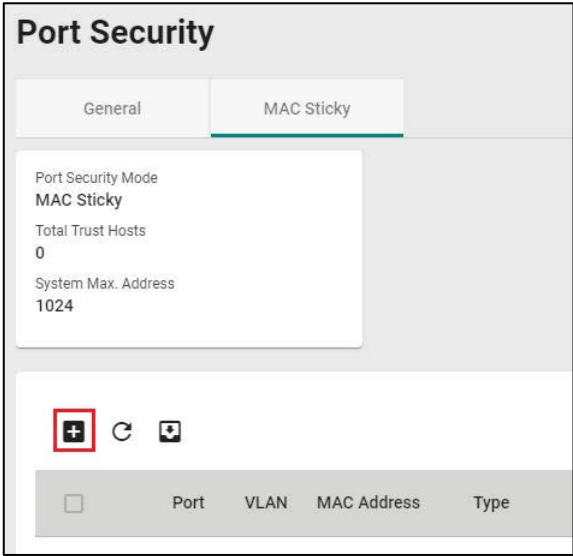 Port Security
General MAC Sticky
Port Security Mode
MAC Sticky
Total Trust Hosts
0
System Max. Address
1024
Port VLAN MAC Address Type